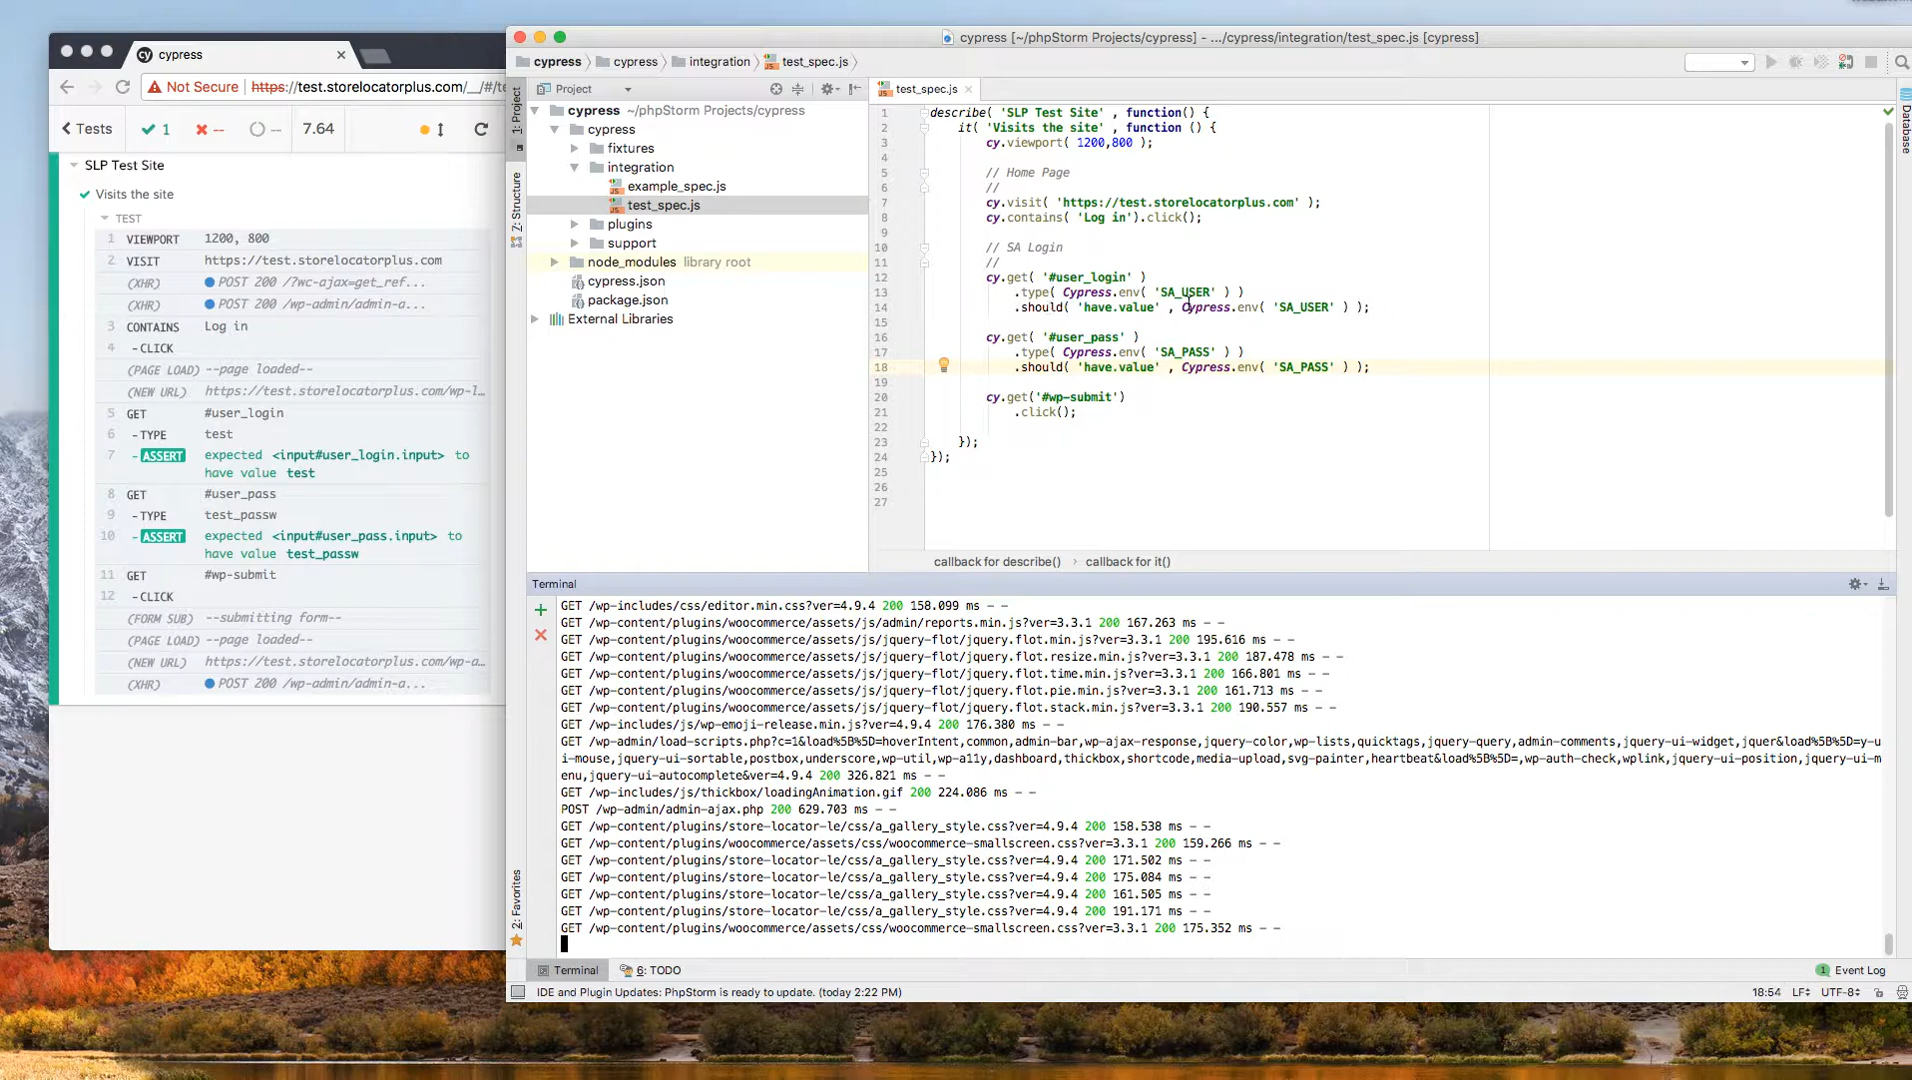 cypress
Not Secure https://test.storelocatorplus.com/__/#/te
Tests 1 -- -- 7.64
SLP Test Site
Visits the site
TEST
1 VIEWPORT 1200, 800
2 VISIT https://test.storelocatorplus.com
(XHR) POST 200 /?wc-ajax=get_ref...
(XHR) POST 200 /wp-admin/admin-a...
3 CONTAINS Log in
4 -CLICK
(PAGE LOAD) --page loaded--
(NEW URL) https://test.storelocatorplus.com/wp-l...
5 GET #user_login
6 -TYPE test
7 -ASSERT expected <input#user_login.input> to
have value test
8 GET #user_pass
9 -TYPE test_passw
10 -ASSERT expected <input#user_pass.input> to
have value test_passw
11 GET #wp-submit
12 -CLICK
(FORM SUB) --submitting form--
(PAGE LOAD) --page loaded--
(NEW URL) https://test.storelocatorplus.com/wp-a...
(XHR) POST 200 /wp-admin/admin-a...
cypress [~/phpStorm Projects/cypress] - .../cypress/integration/test_spec.js [cypress]
cypress cypress integration test_spec.js
1: Project
Z: Structure
2: Favorites
Project
cypress ~/phpStorm Projects/cypress
cypress
fixtures
integration
example_spec.js
test_spec.js
plugins
support
node_modules library root
cypress.json
package.json
External Libraries
test_spec.js
Database
1 describe( 'SLP Test Site' , function() {
2 it( 'Visits the site' , function () {
3 cy.viewport( 1200,800 );
4
5 // Home Page
6 //
7 cy.visit( 'https://test.storelocatorplus.com' );
8 cy.contains( 'Log in').click();
9
10 // SA Login
11 //
12 cy.get( '#user_login' )
13 .type( Cypress.env( 'SA_USER' ) )
14 .should( 'have.value' , Cypress.env( 'SA_USER' ) );
15
16 cy.get( '#user_pass' )
17 .type( Cypress.env( 'SA_PASS' ) )
18 .should( 'have.value' , Cypress.env( 'SA_PASS' ) );
19
20 cy.get('#wp-submit')
21 .click();
22
23 });
24 });
25
26
27
callback for describe() › callback for it()
Terminal
GET /wp-includes/css/editor.min.css?ver=4.9.4 200 158.099 ms - -
GET /wp-content/plugins/woocommerce/assets/js/admin/reports.min.js?ver=3.3.1 200 167.263 ms - -
GET /wp-content/plugins/woocommerce/assets/js/jquery-flot/jquery.flot.min.js?ver=3.3.1 200 195.616 ms - -
GET /wp-content/plugins/woocommerce/assets/js/jquery-flot/jquery.flot.resize.min.js?ver=3.3.1 200 187.478 ms - -
GET /wp-content/plugins/woocommerce/assets/js/jquery-flot/jquery.flot.time.min.js?ver=3.3.1 200 166.801 ms - -
GET /wp-content/plugins/woocommerce/assets/js/jquery-flot/jquery.flot.pie.min.js?ver=3.3.1 200 161.713 ms - -
GET /wp-content/plugins/woocommerce/assets/js/jquery-flot/jquery.flot.stack.min.js?ver=3.3.1 200 190.557 ms - -
GET /wp-includes/js/wp-emoji-release.min.js?ver=4.9.4 200 176.380 ms - -
GET /wp-admin/load-scripts.php?c=1&load%5B%5D=hoverIntent,common,admin-bar,wp-ajax-response,jquery-color,wp-lists,quicktags,jquery-query,admin-comments,jquery-ui-widget,jquer&load%5B%5D=y-u
i-mouse,jquery-ui-sortable,postbox,underscore,wp-util,wp-a11y,dashboard,thickbox,shortcode,media-upload,svg-painter,heartbeat&load%5B%5D=,wp-auth-check,wplink,jquery-ui-position,jquery-ui-m
enu,jquery-ui-autocomplete&ver=4.9.4 200 326.821 ms - -
GET /wp-includes/js/thickbox/loadingAnimation.gif 200 224.086 ms - -
POST /wp-admin/admin-ajax.php 200 629.703 ms - -
GET /wp-content/plugins/store-locator-le/css/a_gallery_style.css?ver=4.9.4 200 158.538 ms - -
GET /wp-content/plugins/woocommerce/assets/css/woocommerce-smallscreen.css?ver=3.3.1 200 159.266 ms - -
GET /wp-content/plugins/store-locator-le/css/a_gallery_style.css?ver=4.9.4 200 171.502 ms - -
GET /wp-content/plugins/store-locator-le/css/a_gallery_style.css?ver=4.9.4 200 175.084 ms - -
GET /wp-content/plugins/store-locator-le/css/a_gallery_style.css?ver=4.9.4 200 161.505 ms - -
GET /wp-content/plugins/store-locator-le/css/a_gallery_style.css?ver=4.9.4 200 191.171 ms - -
GET /wp-content/plugins/woocommerce/assets/css/woocommerce-smallscreen.css?ver=3.3.1 200 175.352 ms - -
Terminal 6: TODO 1 Event Log
IDE and Plugin Updates: PhpStorm is ready to update. (today 2:22 PM) 18:54 LF÷ UTF-8÷